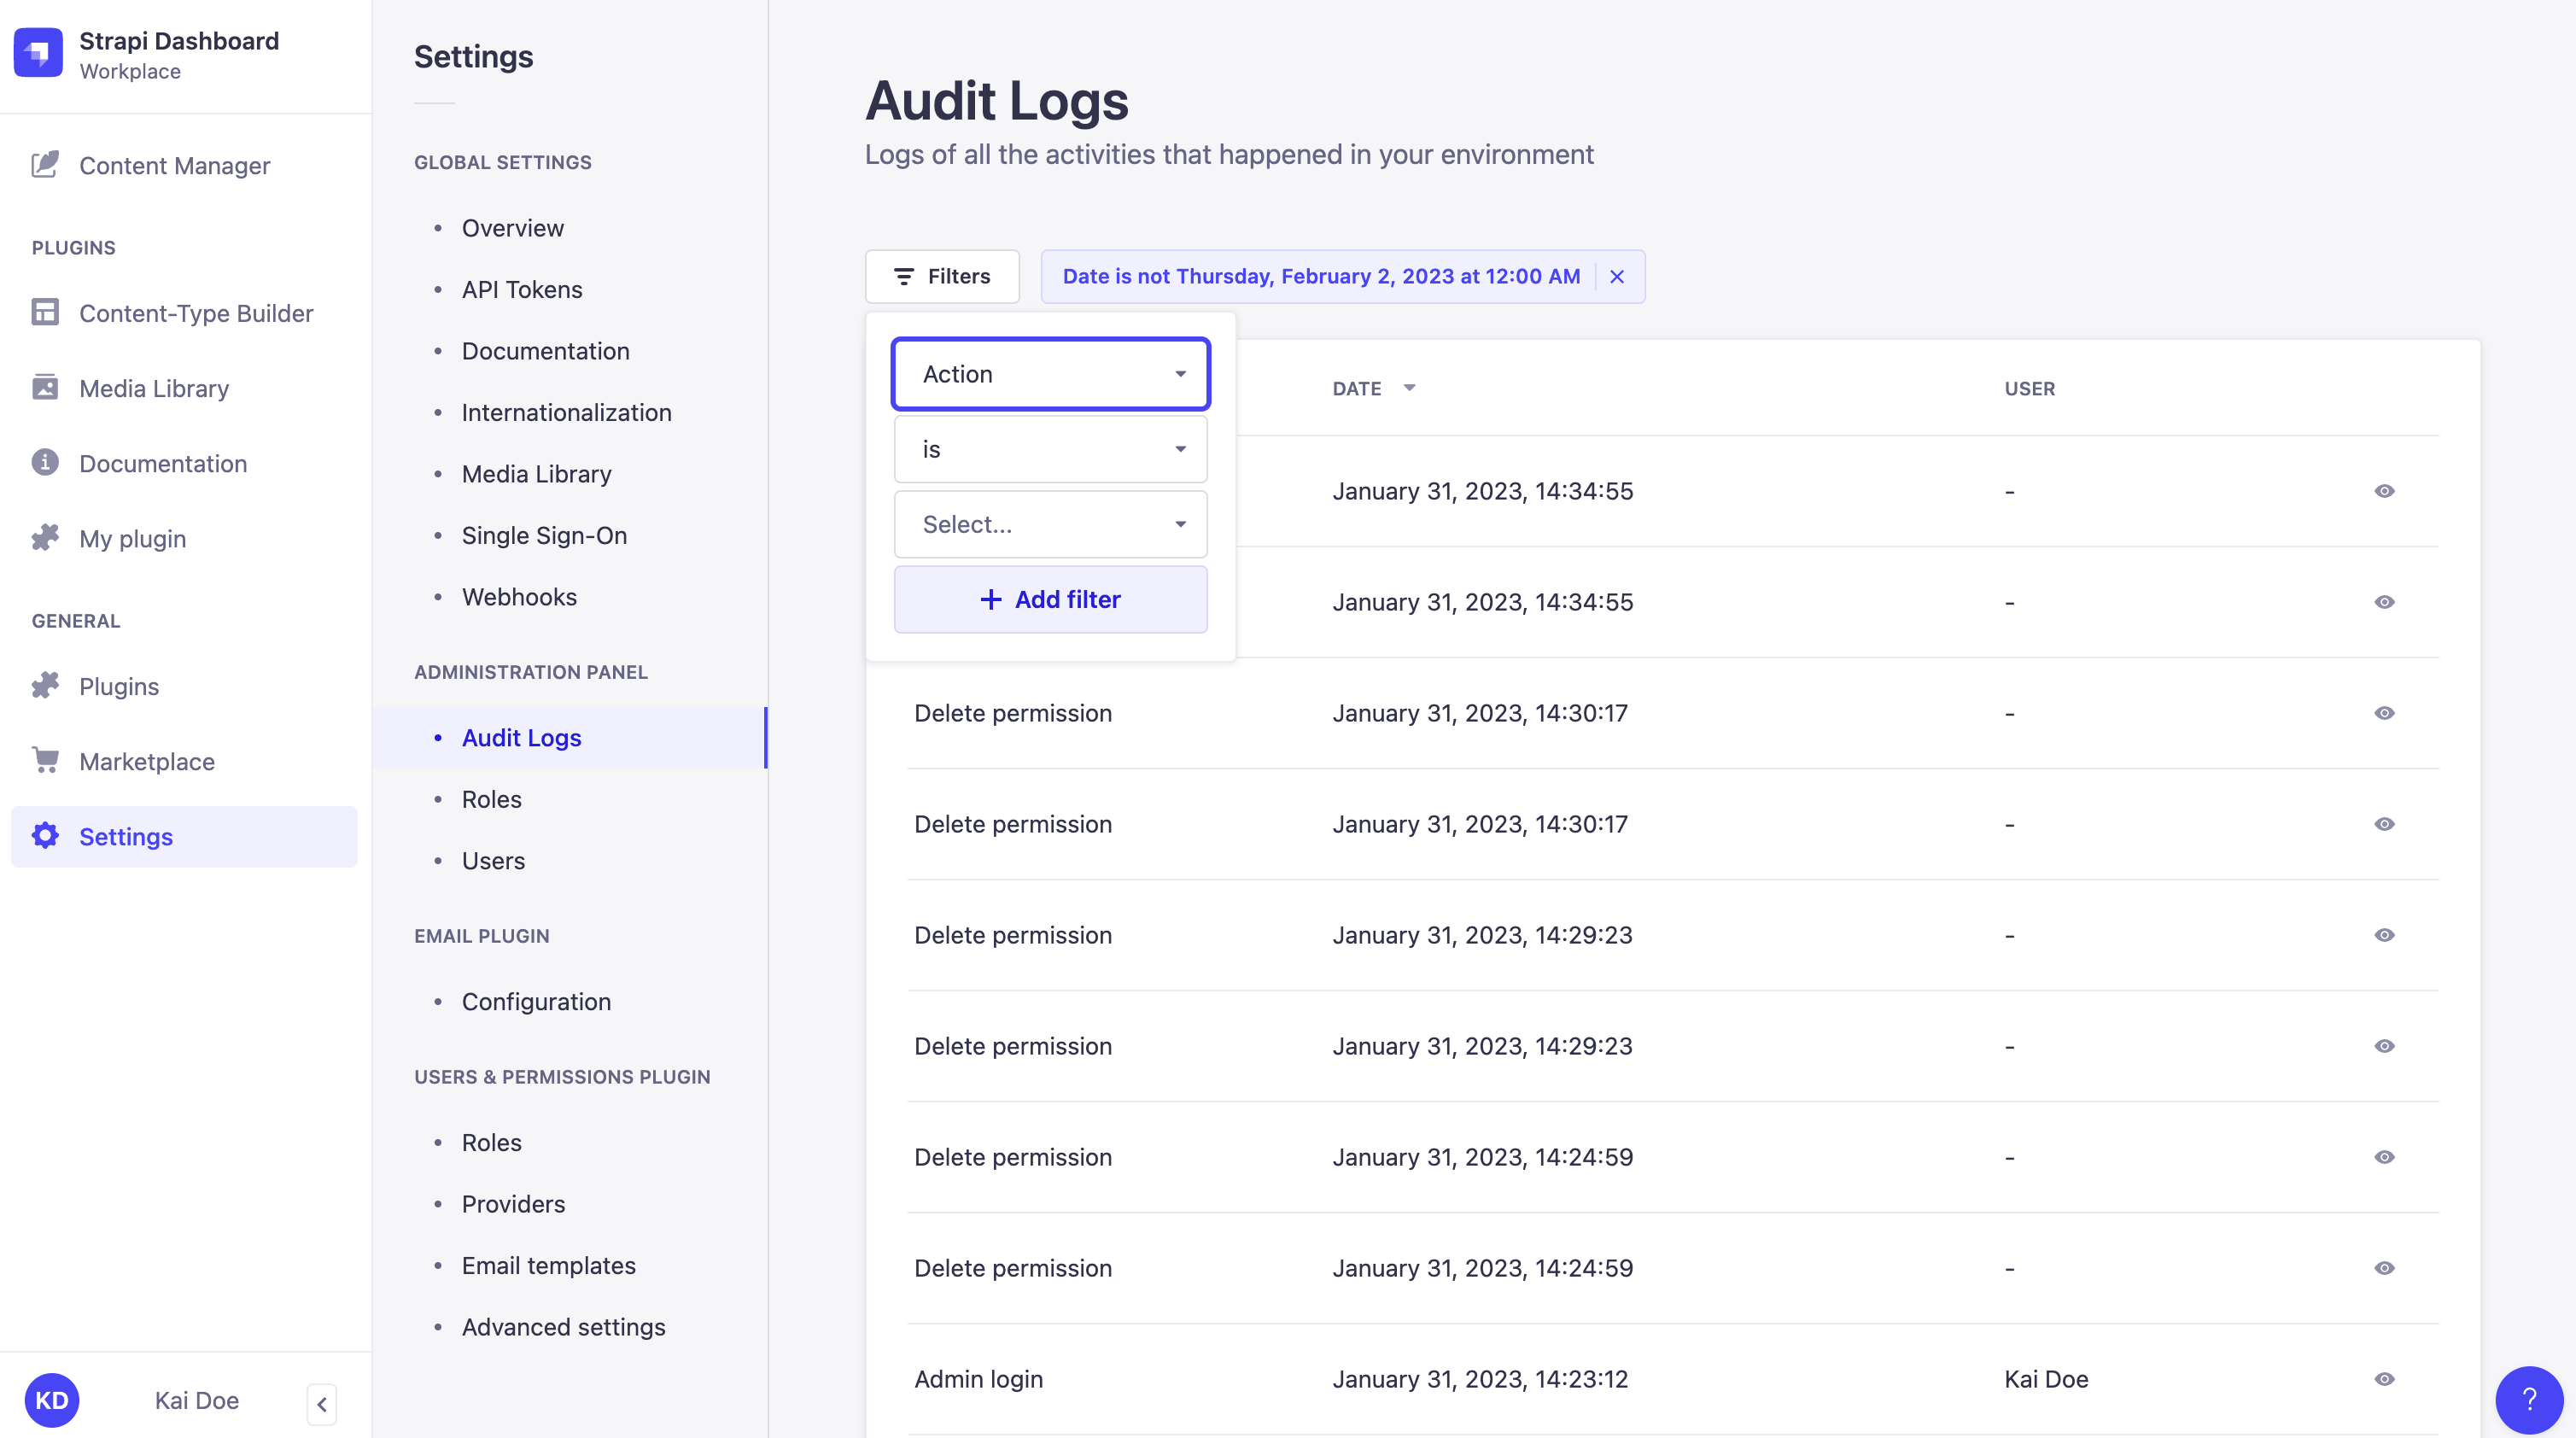 Strapi Dashboard
Workplace
Content Manager
PLUGINS
Content-Type Builder
Media Library
Documentation
My plugin
GENERAL
Plugins
Marketplace
Settings
KD
Kai Doe
Settings
GLOBAL SETTINGS
Overview
API Tokens
Documentation
Internationalization
Media Library
Single Sign-On
Webhooks
ADMINISTRATION PANEL
Audit Logs
Roles
Users
EMAIL PLUGIN
Configuration
USERS & PERMISSIONS PLUGIN
Roles
Providers
Email templates
Advanced settings
Audit Logs
Logs of all the activities that happened in your environment
Filters
Date is not Thursday, February 2, 2023 at 12:00 AM
Action
is
Select...
Add filter
DATE USER
January 31, 2023, 14:34:55 -
January 31, 2023, 14:34:55 -
Delete permission January 31, 2023, 14:30:17 -
Delete permission January 31, 2023, 14:30:17 -
Delete permission January 31, 2023, 14:29:23 -
Delete permission January 31, 2023, 14:29:23 -
Delete permission January 31, 2023, 14:24:59 -
Delete permission January 31, 2023, 14:24:59 -
Admin login January 31, 2023, 14:23:12 Kai Doe
?